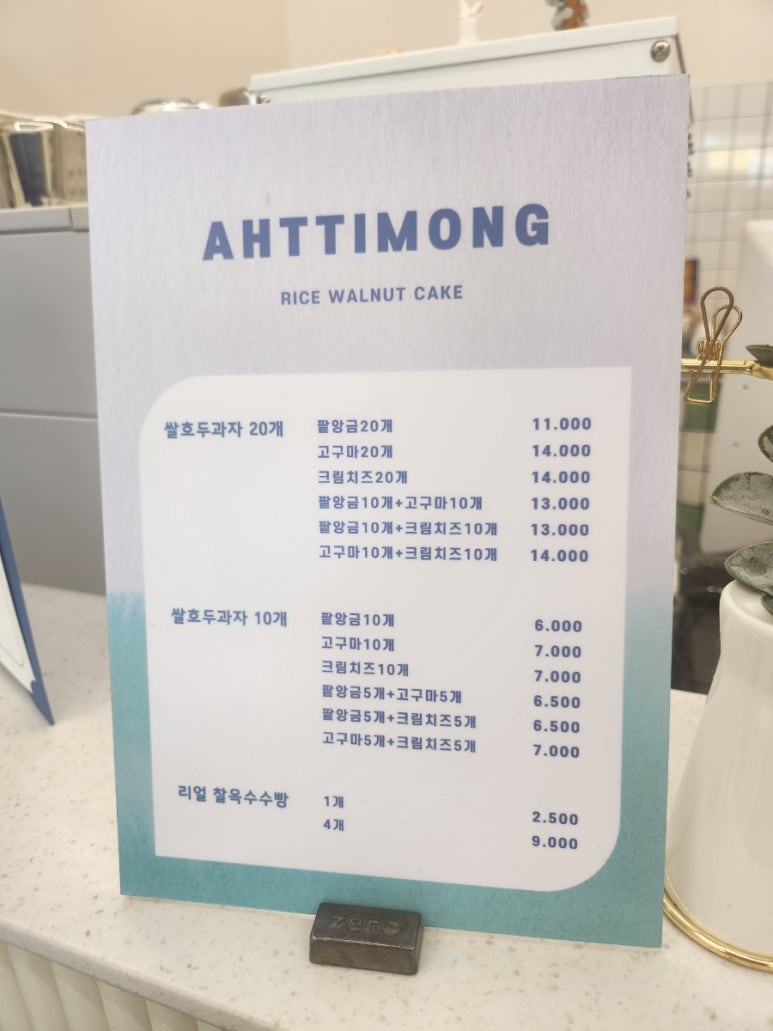 AHTTIMONG
RICE WALNUT CAKE
쌀호두과자 20개 팥앙금20개 11.000
고구마20개 14.000
크림치즈20개 14.000
팥앙금10개+고구마10개 13.000
팥앙금10개+크림치즈10개 13.000
고구마10개+크림치즈10개 14.000
쌀호두과자 10개 팥앙금10개 6.000
고구마10개 7.000
크림치즈10개 7.000
팥앙금5개+고구마5개 6.500
팥앙금5개+크림치즈5개 6.500
고구마5개+크림치즈5개 7.000
리얼 찰옥수수빵 1개 2.500
4개 9.000
zero